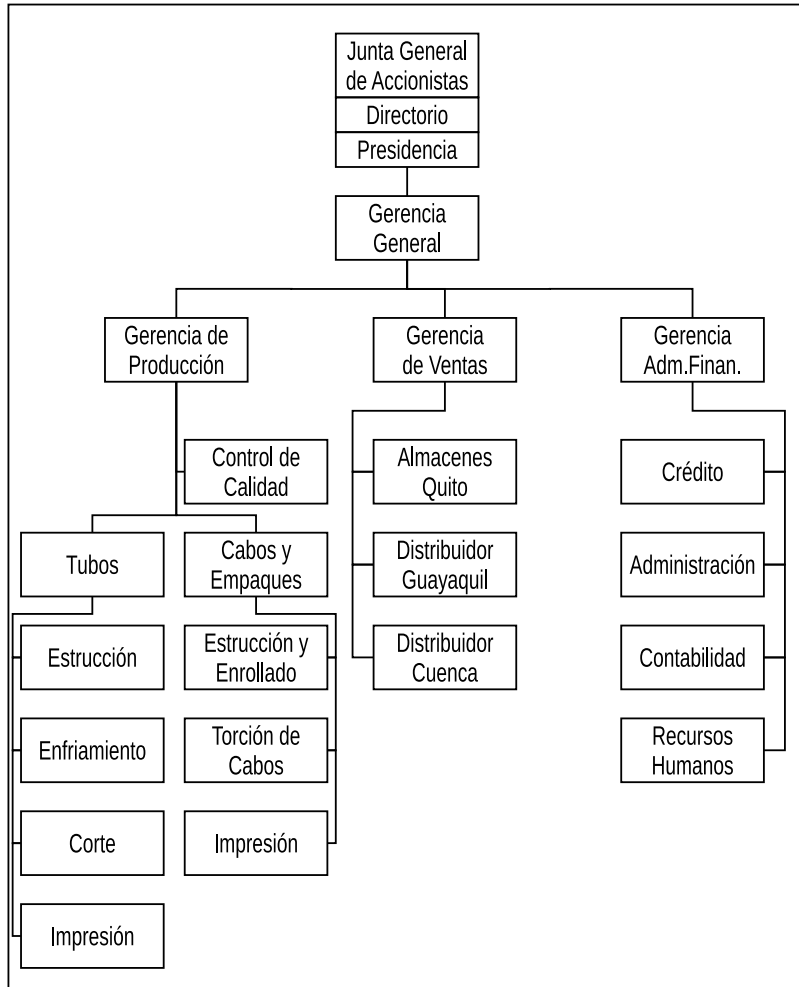 Junta General
de Accionistas
Directorio
Presidencia
Gerencia
General
Gerencia de
Producción
Gerencia
de Ventas
Gerencia
Adm.Finan.
Control de
Calidad
Almacenes
Quito
Crédito
Tubos
Cabos y
Empaques
Distribuidor
Guayaquil
Administración
Estrucción
Estrucción y
Enrollado
Distribuidor
Cuenca
Contabilidad
Enfriamiento
Torción de
Cabos
Recursos
Humanos
Corte
Impresión
Impresión